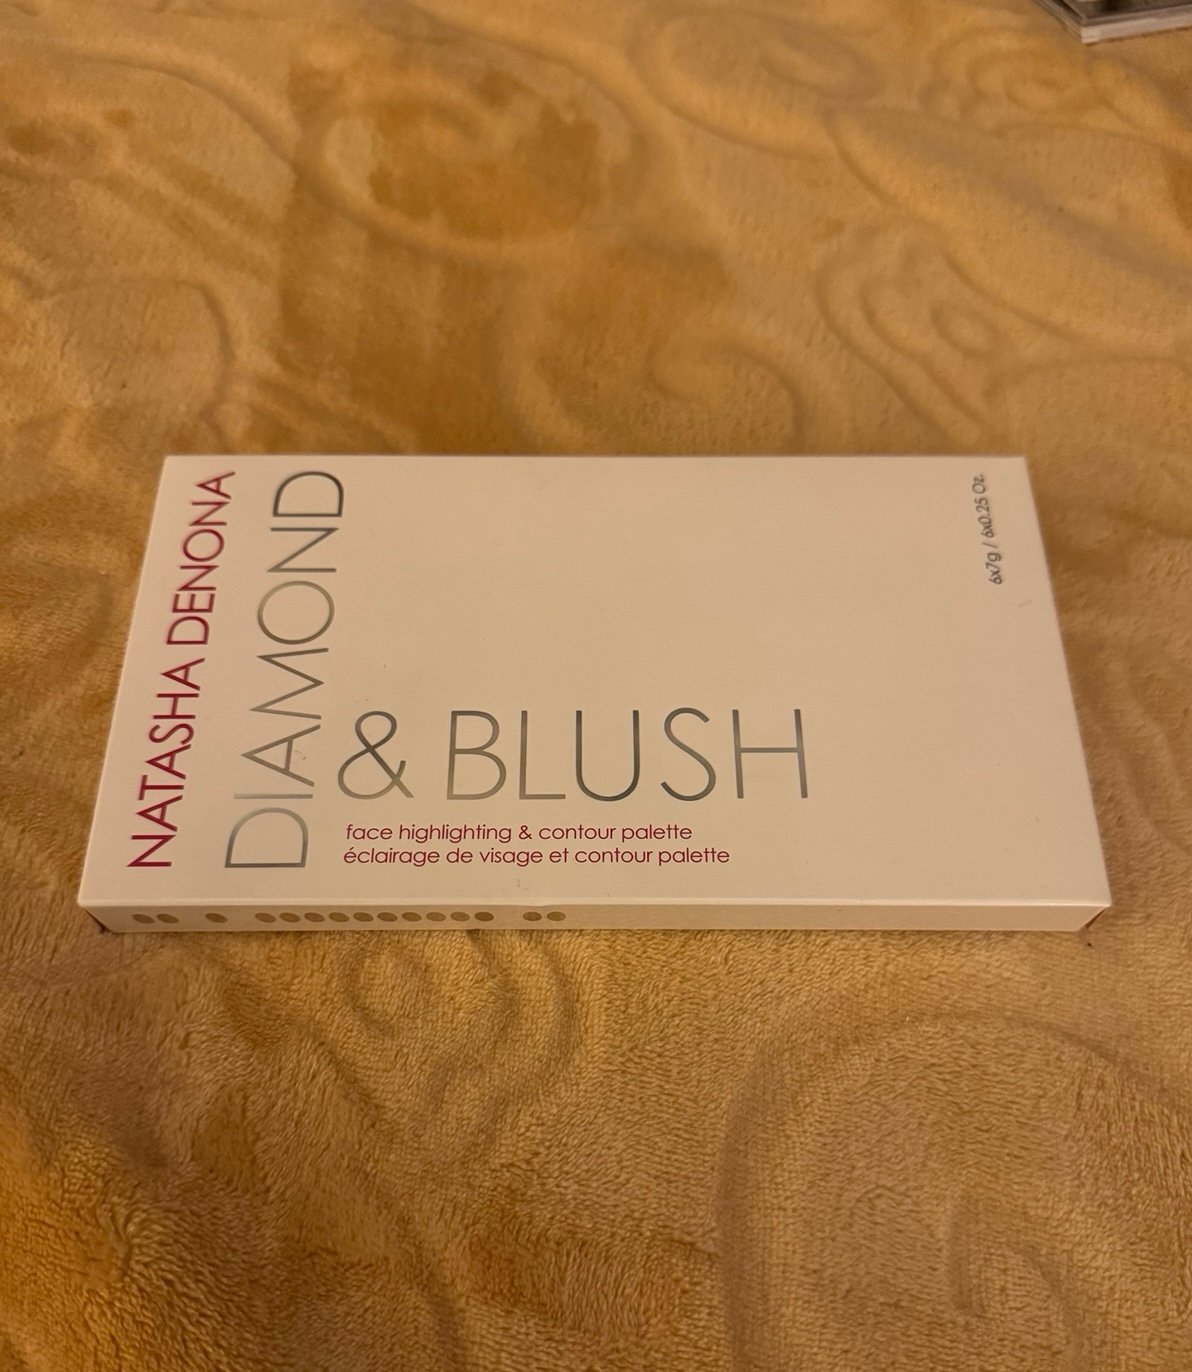 NATASHA DENONA
DIAMOND
& BLUSH
face highlighting & contour palette
éclairage de visage et contour palette
6x7g / 6x0.25 Oz.